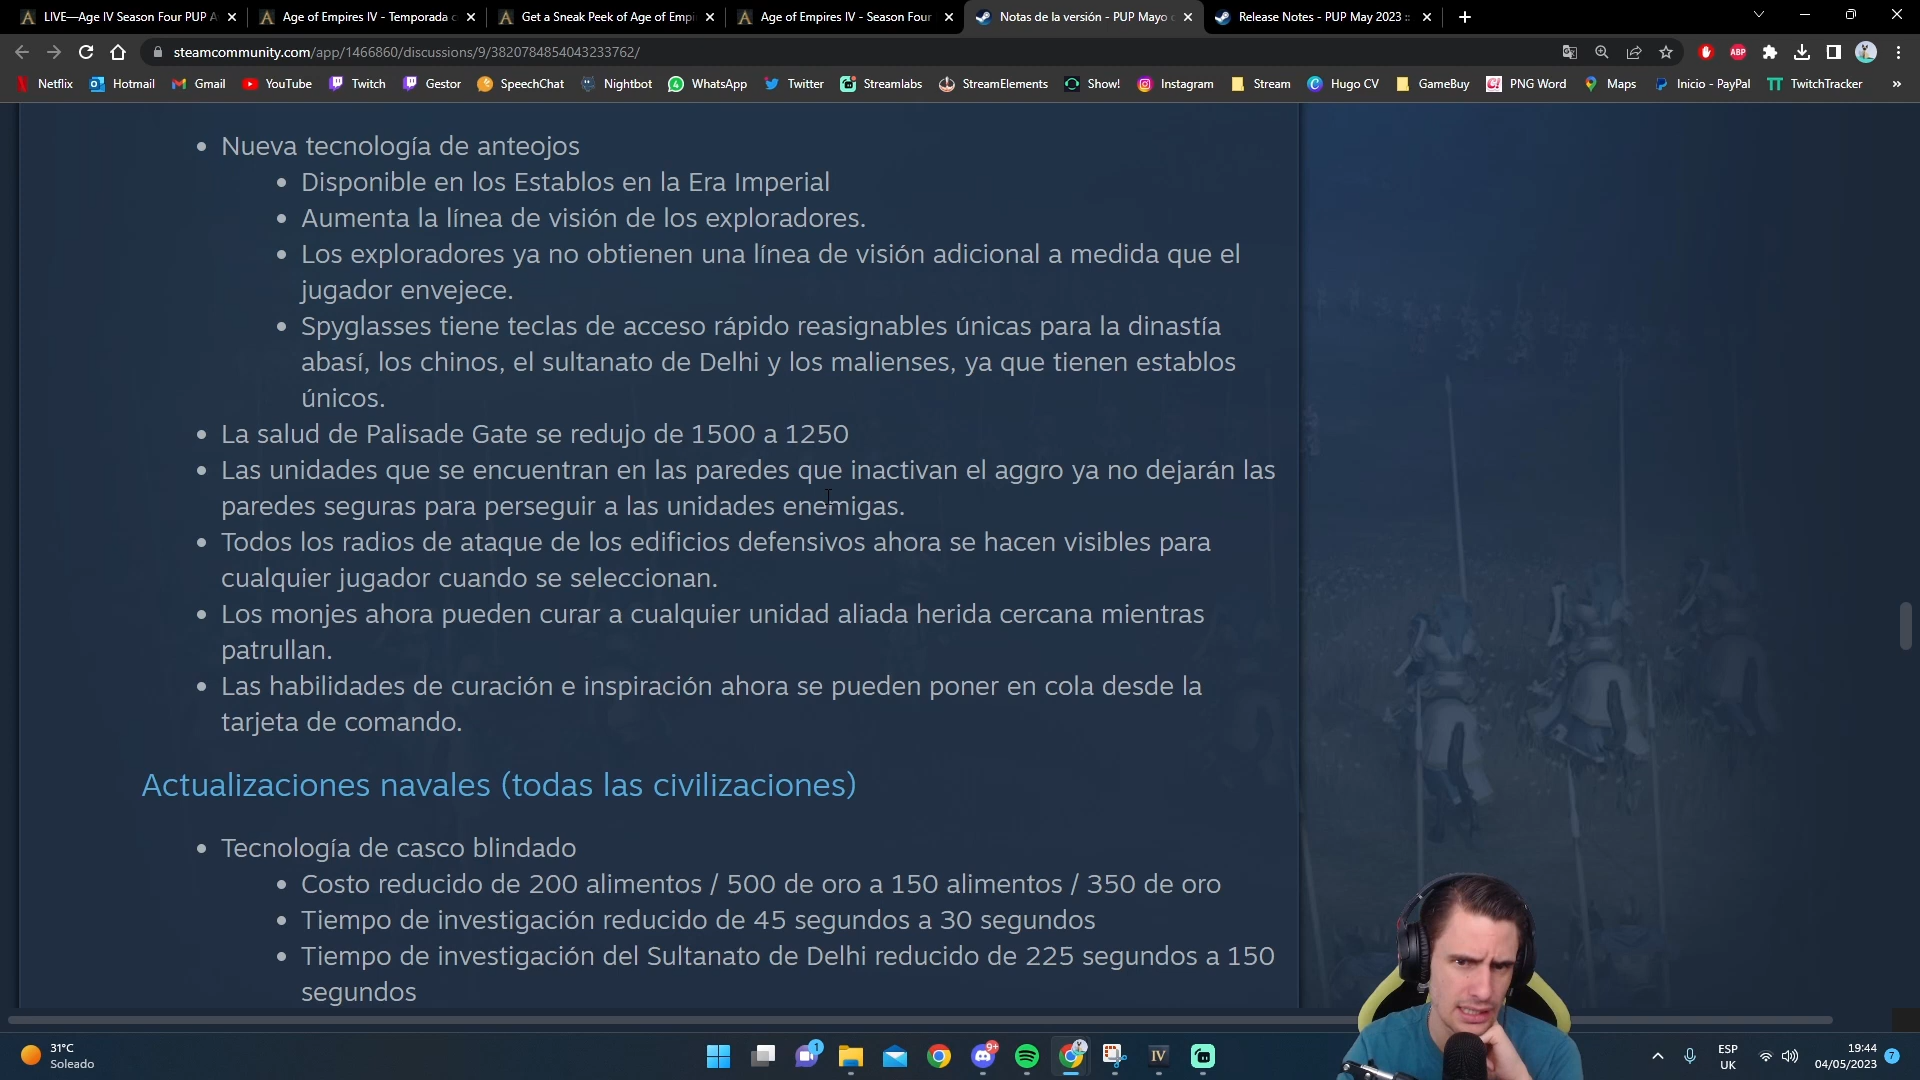 LIVE—Age IV Season Four PUP A
Age of Empires IV - Temporada c
Get a Sneak Peek of Age of Empi
Age of Empires IV - Season Four
Notas de la versión - PUP Mayo d
Release Notes - PUP May 2023 ::
steamcommunity.com/app/1466860/discussions/9/3820784854043233762/
Netflix Hotmail Gmail YouTube Twitch Gestor SpeechChat Nightbot WhatsApp Twitter Streamlabs StreamElements Show! Instagram Stream Hugo CV GameBuy PNG Word Maps Inicio - PayPal TwitchTracker »
• Nueva tecnología de anteojos
• Disponible en los Establos en la Era Imperial
• Aumenta la línea de visión de los exploradores.
• Los exploradores ya no obtienen una línea de visión adicional a medida que el
jugador envejece.
• Spyglasses tiene teclas de acceso rápido reasignables únicas para la dinastía
abasí, los chinos, el sultanato de Delhi y los malienses, ya que tienen establos
únicos.
• La salud de Palisade Gate se redujo de 1500 a 1250
• Las unidades que se encuentran en las paredes que inactivan el aggro ya no dejarán las
paredes seguras para perseguir a las unidades enemigas.
• Todos los radios de ataque de los edificios defensivos ahora se hacen visibles para
cualquier jugador cuando se seleccionan.
• Los monjes ahora pueden curar a cualquier unidad aliada herida cercana mientras
patrullan.
• Las habilidades de curación e inspiración ahora se pueden poner en cola desde la
tarjeta de comando.
Actualizaciones navales (todas las civilizaciones)
• Tecnología de casco blindado
• Costo reducido de 200 alimentos / 500 de oro a 150 alimentos / 350 de oro
• Tiempo de investigación reducido de 45 segundos a 30 segundos
• Tiempo de investigación del Sultanato de Delhi reducido de 225 segundos a 150
segundos
31°C
Soleado
1
9+
IV
ESP
UK
19:44
04/05/2023
7